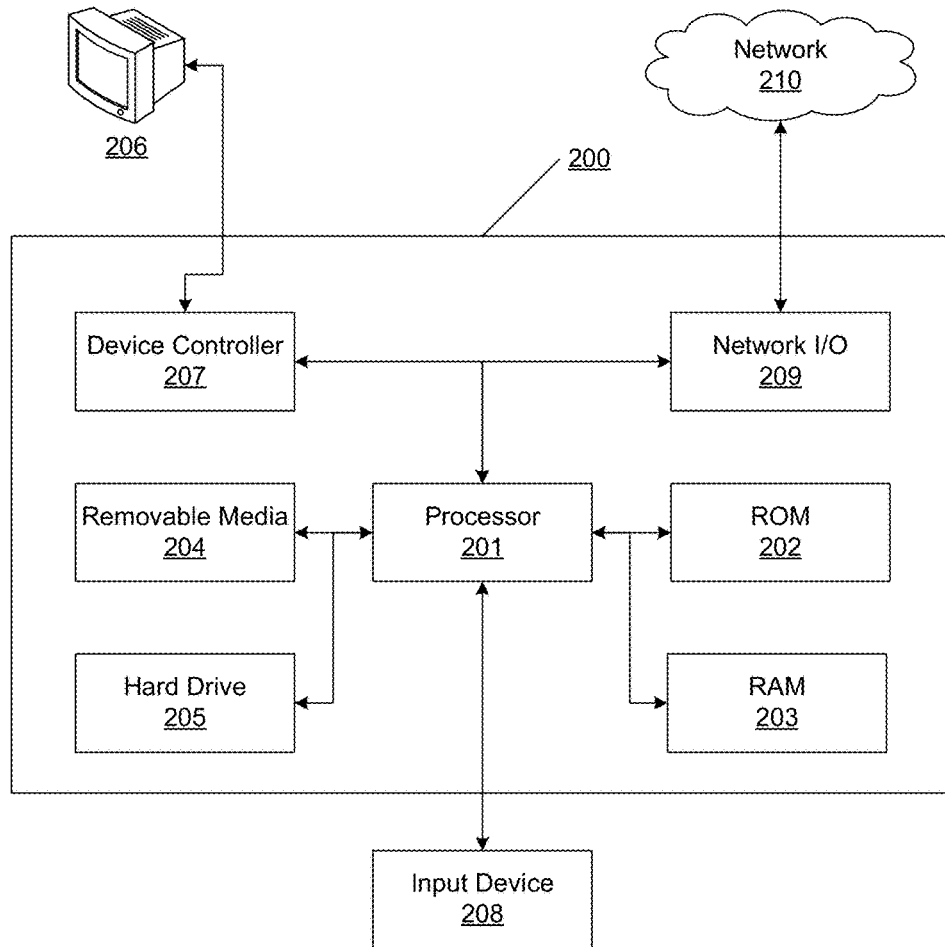 Network
210
206
200
Device Controller
207
Network I/O
209
Removable Media
204
Processor
201
ROM
202
Hard Drive
205
RAM
203
Input Device
208